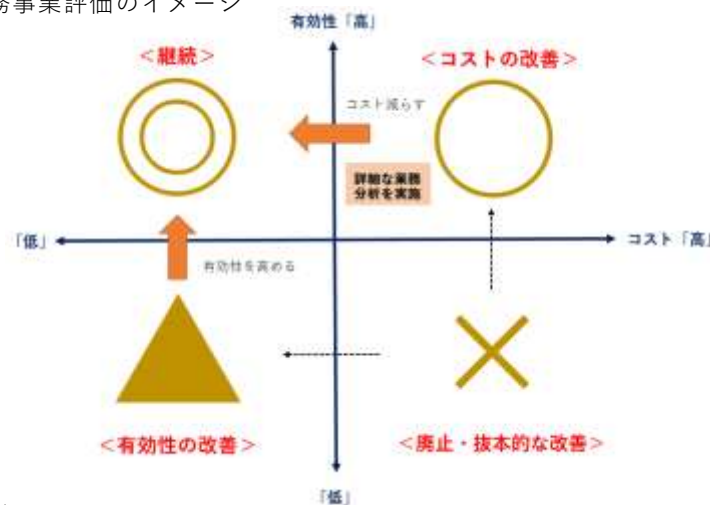 務事業評価のイメージ
有効性「高」
＜継続＞
＜コストの改善＞
コスト減らす
詳細な業務
分析を実施
「低」
コスト「高」
有効性を高める
＜有効性の改善＞
＜廃止・抜本的な改善＞
「低」